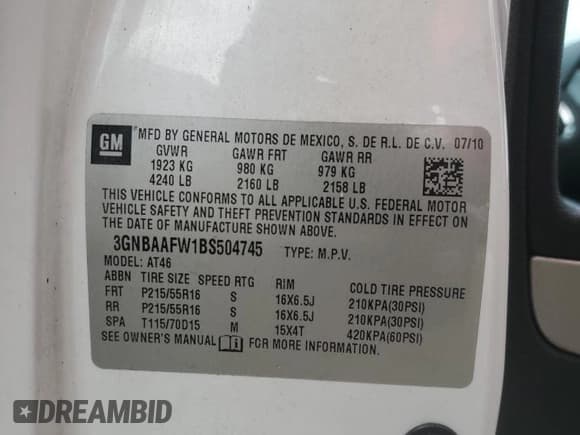 GM
MFD BY GENERAL MOTORS DE MEXICO, S. DE R.L. DE C.V. 07/10
GVWR GAWR FRT GAWR RR
1923 KG 980 KG 979 KG
4240 LB 2160 LB 2158 LB
THIS VEHICLE CONFORMS TO ALL APPLICABLE U.S. FEDERAL MOTOR
VEHICLE SAFETY AND THEFT PREVENTION STANDARDS IN EFFECT ON
THE DATE OF MANUFACTURE SHOWN ABOVE.
3GNBAAFW1BS504745 TYPE: M.P.V.
MODEL: AT46
ABBN TIRE SIZE SPEED RTG RIM COLD TIRE PRESSURE
FRT P215/55R16 S 16X6.5J 210KPA(30PSI)
RR P215/55R16 S 16X6.5J 210KPA(30PSI)
SPA T115/70D15 M 15X4T 420KPA(60PSI)
SEE OWNER'S MANUAL FOR MORE INFORMATION
DREAMBID